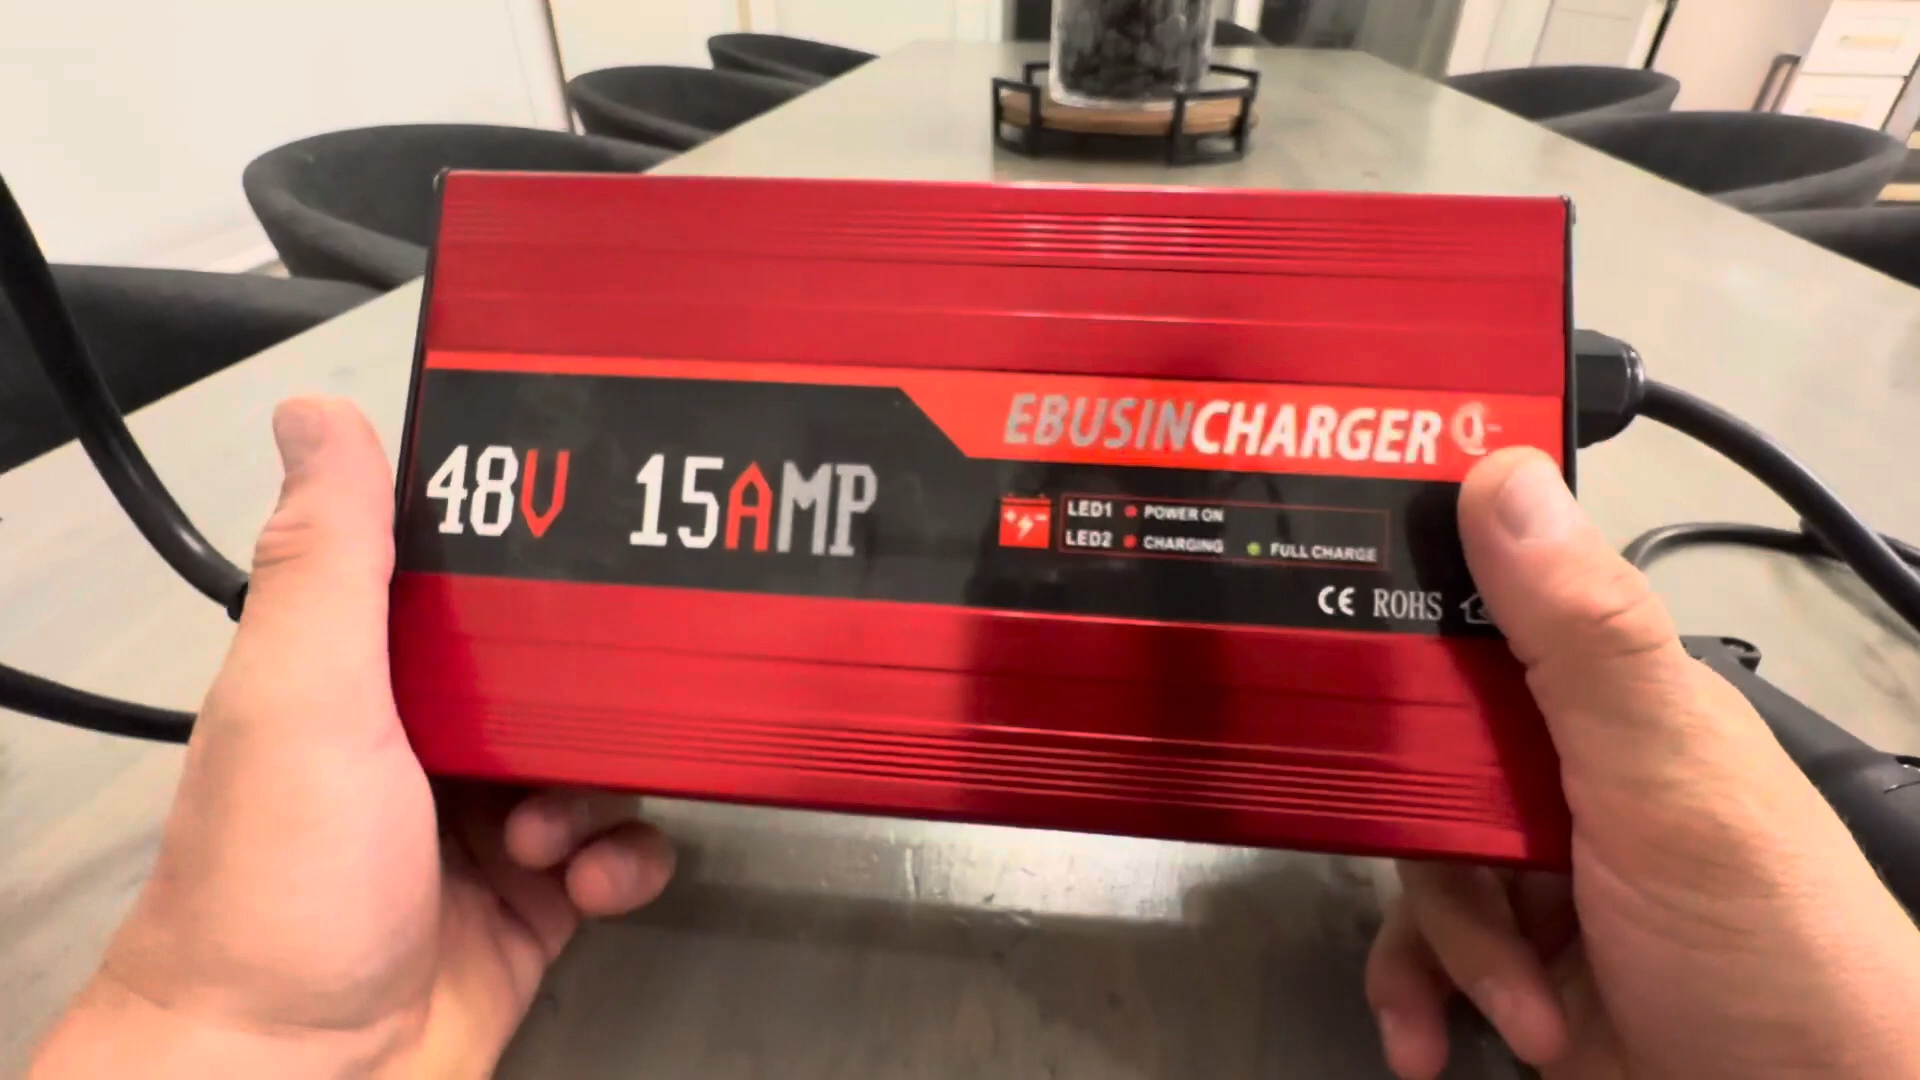 48V 15AMP
EBUSINCHARGER
LED1 POWER ON
LED2 CHARGING FULL CHARGE
CE ROHS